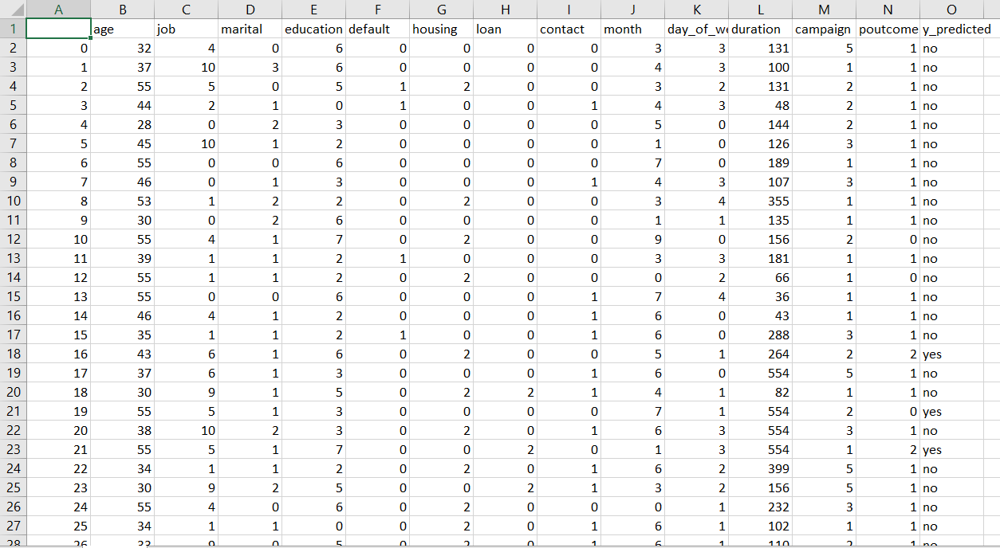 A B C D E F G H I J K L M N O
1 age job marital education default housing loan contact month day_of_we duration campaign poutcome y_predicted
2 0 32 4 0 6 0 0 0 0 3 3 131 5 1 no
3 1 37 10 3 6 0 0 0 0 4 3 100 1 1 no
4 2 55 5 0 5 1 2 0 0 3 2 131 2 1 no
5 3 44 2 1 0 1 0 0 1 4 3 48 2 1 no
6 4 28 0 2 3 0 0 0 0 5 0 144 2 1 no
7 5 45 10 1 2 0 0 0 0 1 0 126 3 1 no
8 6 55 0 0 6 0 0 0 0 7 0 189 1 1 no
9 7 46 0 1 3 0 0 0 1 4 3 107 3 1 no
10 8 53 1 2 2 0 2 0 0 3 4 355 1 1 no
11 9 30 0 2 6 0 0 0 0 1 1 135 1 1 no
12 10 55 4 1 7 0 2 0 0 9 0 156 2 0 no
13 11 39 1 1 2 1 0 0 0 3 3 181 1 1 no
14 12 55 1 1 2 0 2 0 0 0 2 66 1 0 no
15 13 55 0 0 6 0 0 0 1 7 4 36 1 1 no
16 14 46 4 1 2 0 0 0 1 6 0 43 1 1 no
17 15 35 1 1 2 1 0 0 1 6 0 288 3 1 no
18 16 43 6 1 6 0 2 0 0 5 1 264 2 2 yes
19 17 37 6 1 3 0 0 0 1 6 0 554 5 1 no
20 18 30 9 1 5 0 2 2 1 4 1 82 1 1 no
21 19 55 5 1 3 0 0 0 0 7 1 554 2 0 yes
22 20 38 10 2 3 0 2 0 1 6 3 554 3 1 no
23 21 55 5 1 7 0 0 2 0 1 3 554 1 2 yes
24 22 34 1 1 2 0 2 0 1 6 2 399 5 1 no
25 23 30 9 2 5 0 0 2 1 3 2 156 5 1 no
26 24 55 4 0 6 0 2 0 0 0 1 232 3 1 no
27 25 34 1 1 0 0 2 0 1 6 1 102 1 1 no
28 26 9 0 5 0 2 0 1 6 1 110 2 1 no